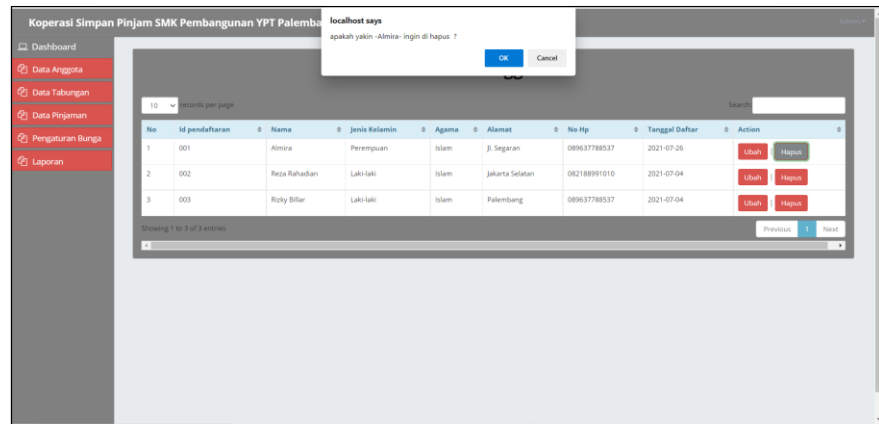 Koperasi Simpan Pinjam SMK Pembangunan YPT Palemba
localhost says
apakah yakin -Almira- ingin di hapus ?
OK Cancel
Admin
Dashboard
Data Anggota
Data Tabungan
Data Pinjaman
Pengaturan Bunga
Laporan
10 records per page
Search:
No Id pendaftaran Nama Jenis Kelamin Agama Alamat No Hp Tanggal Daftar Action
1 001 Almira Perempuan Islam Jl. Segaran 089637788537 2021-07-26 Ubah | Hapus
2 002 Reza Rahadian Laki-laki Islam Jakarta Selatan 082188991010 2021-07-04 Ubah | Hapus
3 003 Rizky Billar Laki-laki Islam Palembang 089637788537 2021-07-04 Ubah | Hapus
Showing 1 to 3 of 3 entries
Previous 1 Next